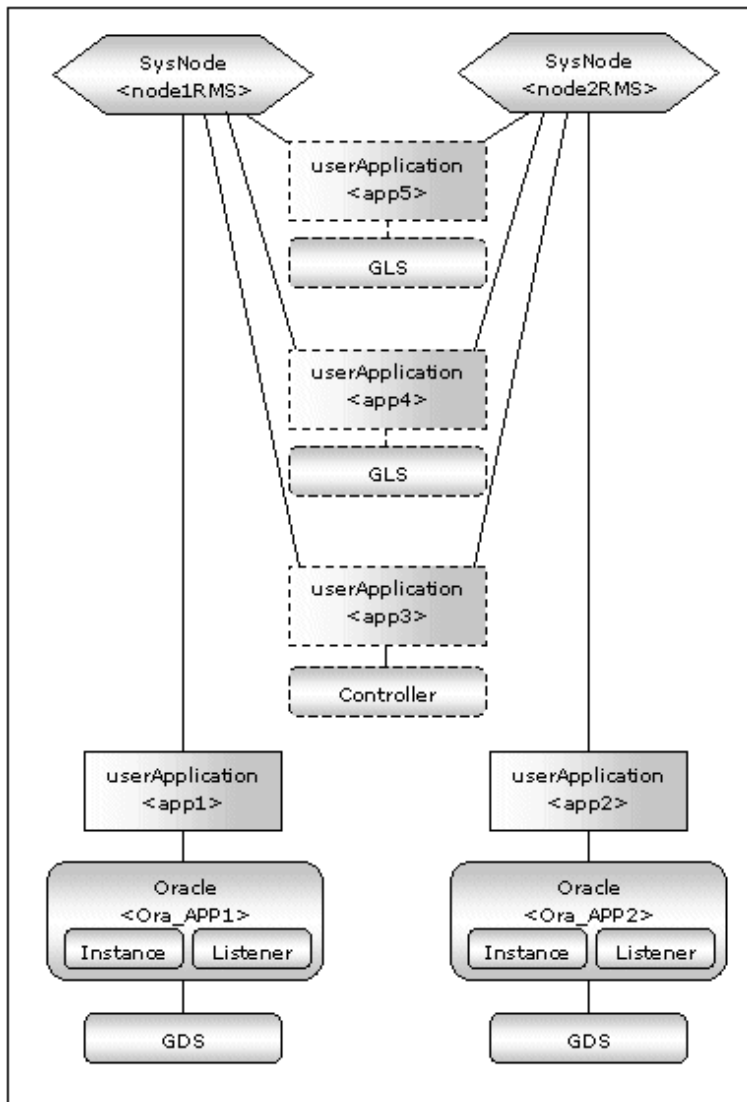 SysNode
<node1RMS>
SysNode
<node2RMS>
userApplication
<app5>
GLS
userApplication
<app4>
GLS
userApplication
<app3>
Controller
userApplication
<app1>
userApplication
<app2>
Oracle
<Ora_APP1>
Instance
Listener
Oracle
<Ora_APP2>
Instance
Listener
GDS
GDS